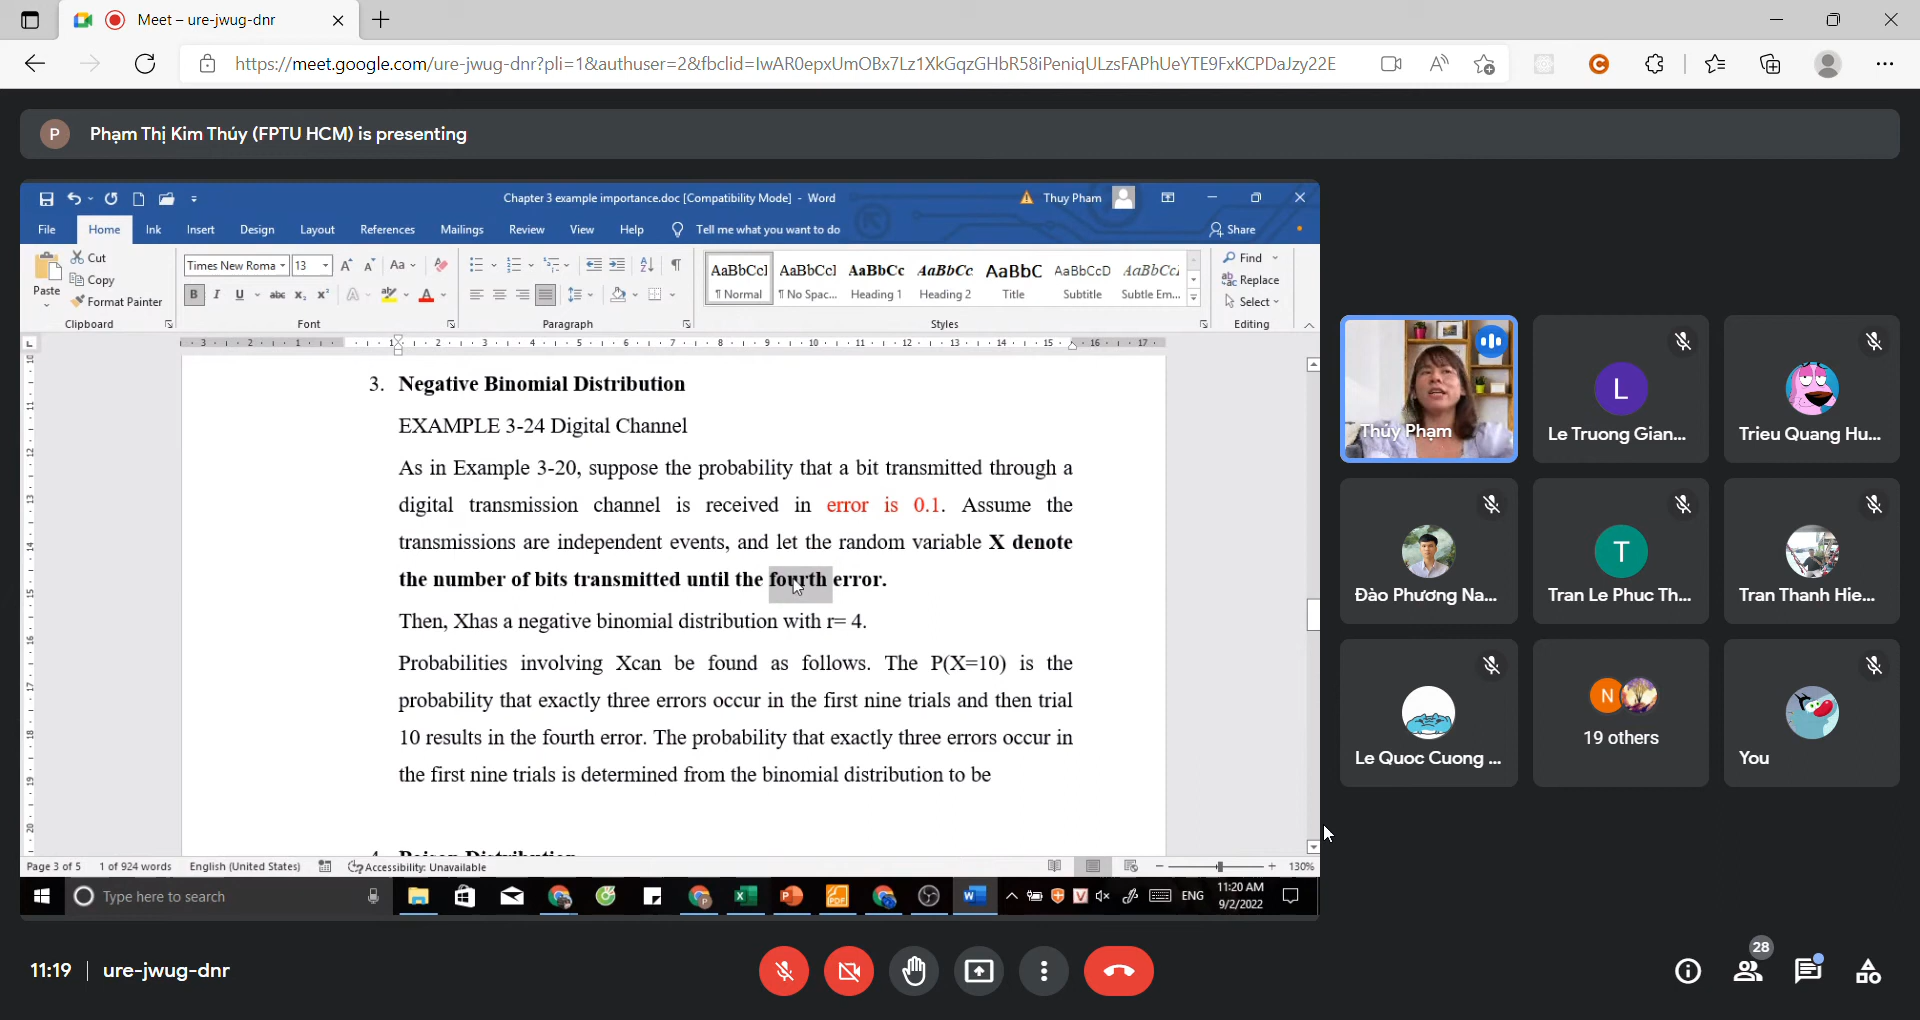 Meet – ure-jwug-dnr
https://meet.google.com/ure-jwug-dnr?pli=1&authuser=2&fbclid=IwAR0epxUmOBx7Lz1XkGqzGHbR58iPeniqULzsFAPhUeYTE9FxKCPDaJzy22E
P
Phạm Thị Kim Thúy (FPTU HCM) is presenting
Chapter 3 example importance.doc [Compatibility Mode] - Word
Thuy Pham
File Home Ink Insert Design Layout References Mailings Review View Help Tell me what you want to do Share
Paste
Cut
Copy
Format Painter
Clipboard
Times New Roma 13
Font
Paragraph
AaBbCcI AaBbCcI AaBbCc AaBbCc AaBbC AaBbCcD AaBbCc
¶ Normal ¶ No Spac... Heading 1 Heading 2 Title Subtitle Subtle Em...
Styles
Find
Replace
Select
Editing
3. Negative Binomial Distribution
EXAMPLE 3-24 Digital Channel
As in Example 3-20, suppose the probability that a bit transmitted through a
digital transmission channel is received in error is 0.1. Assume the
transmissions are independent events, and let the random variable X denote
the number of bits transmitted until the fourth error.
Then, Xhas a negative binomial distribution with r= 4.
Probabilities involving Xcan be found as follows. The P(X=10) is the
probability that exactly three errors occur in the first nine trials and then trial
10 results in the fourth error. The probability that exactly three errors occur in
the first nine trials is determined from the binomial distribution to be
Page 3 of 5 1 of 924 words English (United States) Accessibility: Unavailable 130%
Type here to search
ENG
11:20 AM
9/2/2022
Thúy Phạm
L
Le Truong Gian...
Trieu Quang Hu...
Đào Phương Na...
T
Tran Le Phuc Th...
Tran Thanh Hie...
Le Quoc Cuong ...
N
19 others
You
11:19 | ure-jwug-dnr
28